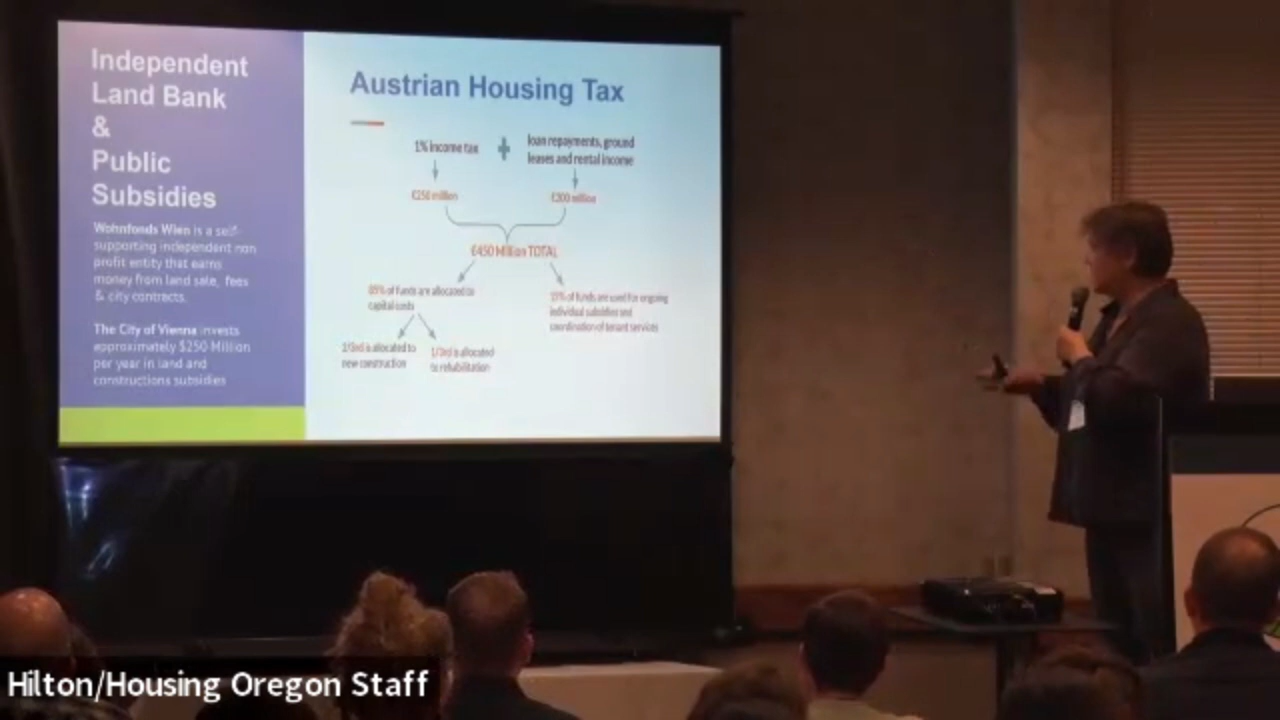 Independent
Land Bank
&
Public
Subsidies
Wohnfonds Wien is a self-
supporting independent non
profit entity that earns
money from land sale, fees
& city contracts.
The City of Vienna invests
approximately $250 Million
per year in land and
constructions subsidies
Austrian Housing Tax
1% income tax
loan repayments, ground
leases and rental income
€250 million
€200 million
€450 Million TOTAL
of funds are allocated to
capital costs
of funds are used for ongoing
individual subsidies and
coordination of tenant services
1/3rd is allocated to
new construction
1/3rd is allocated
to rehabilitation
Hilton/Housing Oregon Staff